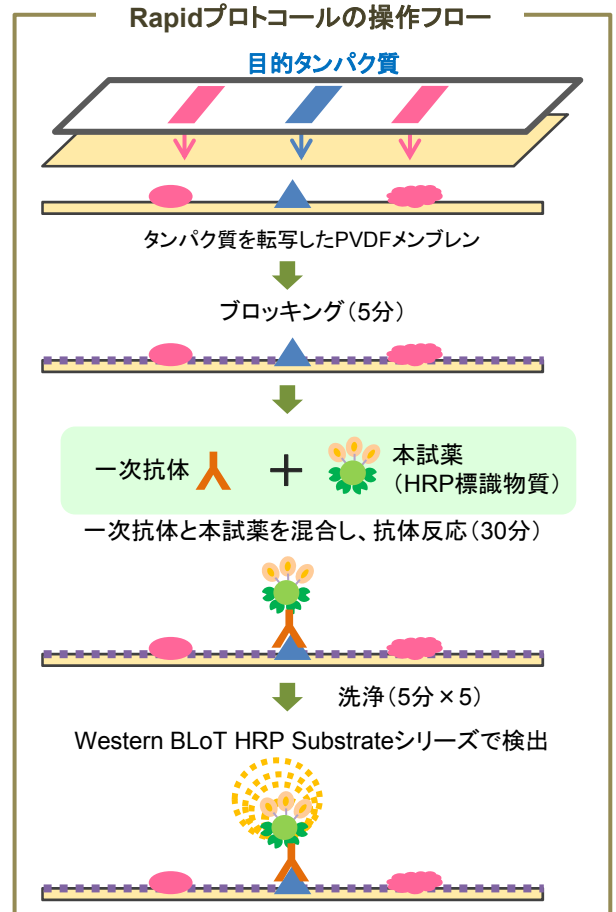 Rapidプロトコールの操作フロー
目的タンパク質
タンパク質を転写したPVDFメンブレン
ブロッキング（5分）
一次抗体
＋
本試薬
（HRP標識物質）
一次抗体と本試薬を混合し、抗体反応（30分）
洗浄（5分×5）
Western BLoT HRP Substrateシリーズで検出